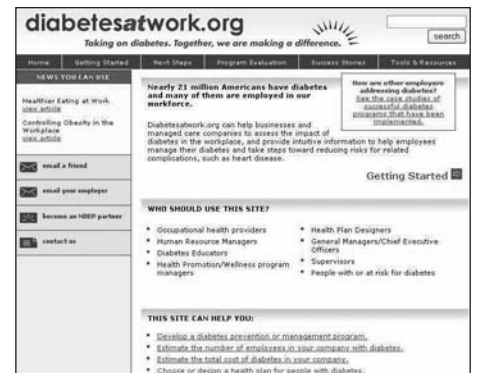 diabetesatwork.org
Taking on diabetes. Together, we are making a difference.
search
Home Getting Started Next Steps Program Evaluation Success Stories Tools & Resources
NEWS YOU CAN USE
Healthier Eating at Work
view article
Controlling Obesity in the
Workplace
view article
email a friend
email your employer
become an NDEP partner
contact us
Nearly 21 million Americans have diabetes
and many of them are employed in our
workforce.
How are other employers
addressing diabetes?
See the case studies of
successful diabetes
programs that have been
implemented.
Diabetesatwork.org can help businesses and
managed care companies to assess the impact of
diabetes in the workplace, and provide intuitive information to help employees
manage their diabetes and take steps toward reducing risks for related
complications, such as heart disease.
Getting Started
WHO SHOULD USE THIS SITE?
• Occupational health providers
• Human Resource Managers
• Diabetes Educators
• Health Promotion/Wellness program
managers
• Health Plan Designers
• General Managers/Chief Executive
Officers
• Supervisors
• People with or at risk for diabetes
THIS SITE CAN HELP YOU:
• Develop a diabetes prevention or management program.
• Estimate the number of employees in your company with diabetes.
• Estimate the total cost of diabetes in your company.
• Choose or design a health plan for people with diabetes.